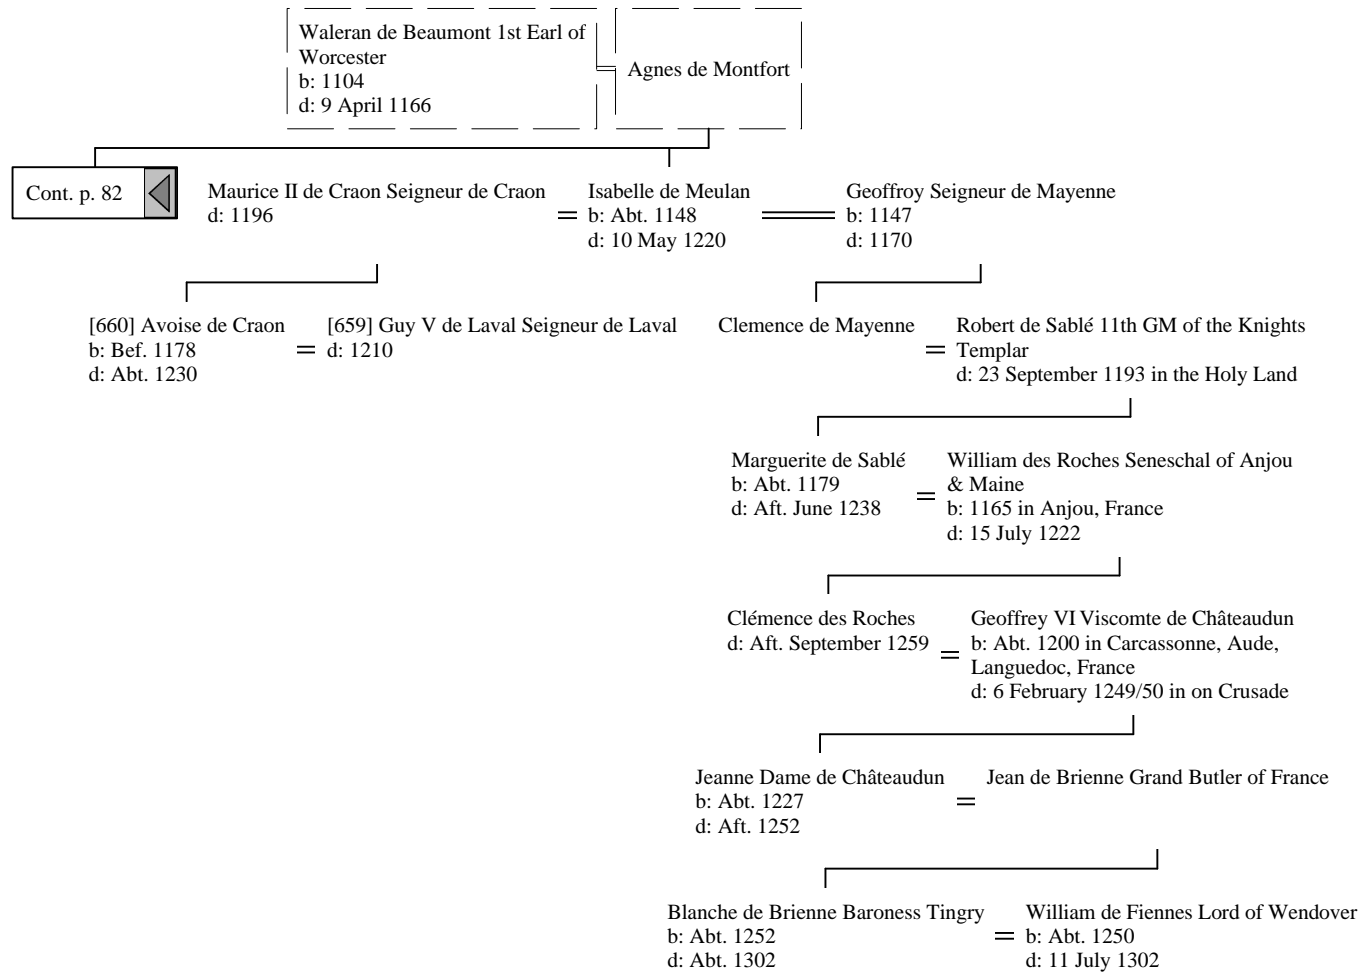 Waleran de Beaumont 1st Earl of
Worcester
b: 1104
d: 9 April 1166
Agnes de Montfort
Cont. p. 82
Maurice II de Craon Seigneur de Craon
d: 1196
=
Isabelle de Meulan
b: Abt. 1148
d: 10 May 1220
Geoffroy Seigneur de Mayenne
b: 1147
d: 1170
[660] Avoise de Craon
b: Bef. 1178
d: Abt. 1230
=
[659] Guy V de Laval Seigneur de Laval
d: 1210
Clemence de Mayenne
=
Robert de Sablé 11th GM of the Knights
Templar
d: 23 September 1193 in the Holy Land
Marguerite de Sablé
b: Abt. 1179
d: Aft. June 1238
=
William des Roches Seneschal of Anjou
& Maine
b: 1165 in Anjou, France
d: 15 July 1222
Clémence des Roches
d: Aft. September 1259
=
Geoffrey VI Viscomte de Châteaudun
b: Abt. 1200 in Carcassonne, Aude,
Languedoc, France
d: 6 February 1249/50 in on Crusade
Jeanne Dame de Châteaudun
b: Abt. 1227
d: Aft. 1252
=
Jean de Brienne Grand Butler of France
Blanche de Brienne Baroness Tingry
b: Abt. 1252
d: Abt. 1302
=
William de Fiennes Lord of Wendover
b: Abt. 1250
d: 11 July 1302